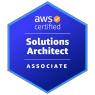 aws
certified
Solutions
Architect
ASSOCIATE